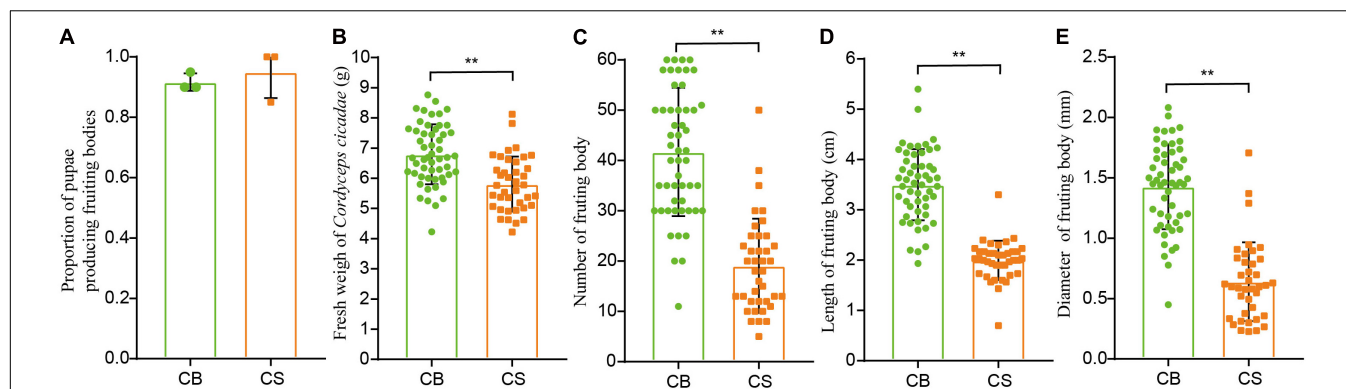 A
Proportion of pupae
producing fruiting bodies
1.0
0.8
0.6
0.4
0.2
0.0
CB
CS
B
Fresh weigh of Cordyceps cicadae (g)
10
9
8
7
6
5
4
3
2
1
0
**
CB
CS
C
Number of fruting body
60
50
40
30
20
10
0
**
CB
CS
D
Length of fruting body (cm)
6
5
4
3
2
1
0
**
CB
CS
E
Diameter of fruting body (mm)
2.5
2.0
1.5
1.0
0.5
0.0
**
CB
CS